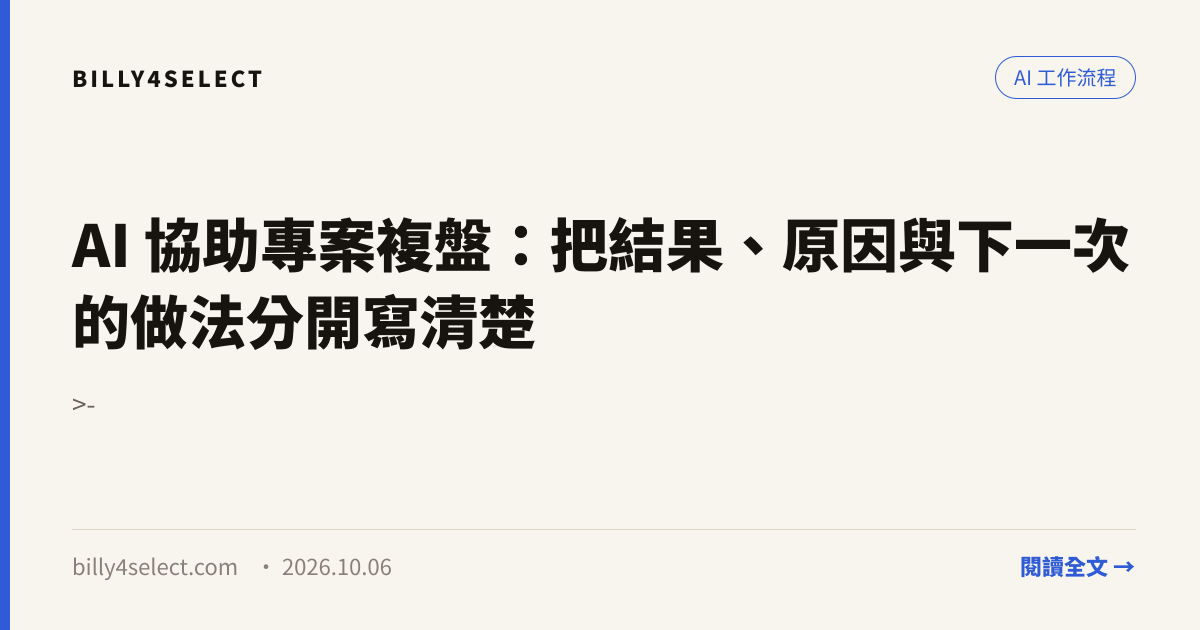 BILLY4SELECT
AI 工作流程
AI 協助專案複盤：把結果、原因與下一次
的做法分開寫清楚
>-
billy4select.com ・ 2026.10.06
閱讀全文 →